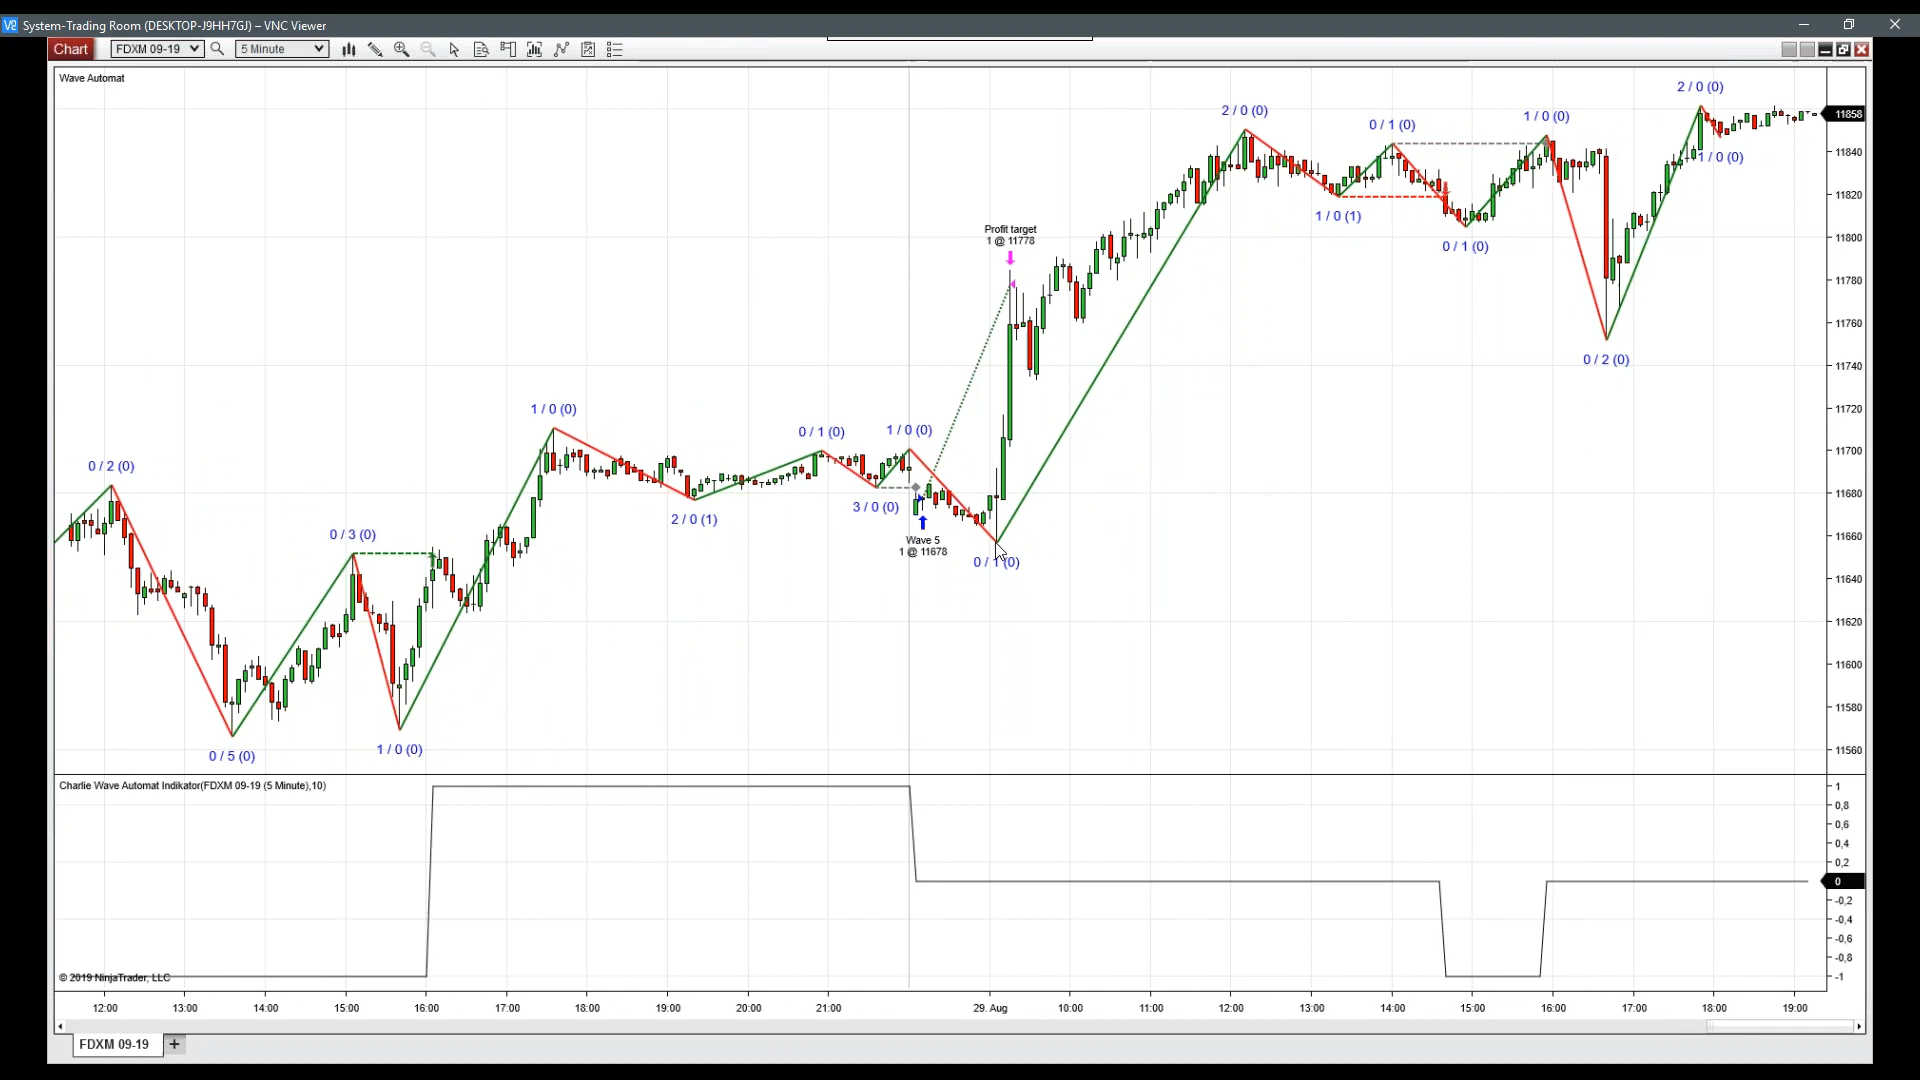 System-Trading Room (DESKTOP-J9HH7GJ) – VNC Viewer
Chart
FDXM 09-19
5 Minute
Wave Automat
2 / 0 (0)
2 / 0 (0)
0 / 1 (0)
1 / 0 (0)
11858
11840
1 / 0 (0)
11820
1 / 0 (1)
Profit target
1 @ 11778
11800
0 / 1 (0)
11780
11760
0 / 2 (0)
11740
1 / 0 (0)
11720
0 / 1 (0)
1 / 0 (0)
11700
0 / 2 (0)
11680
3 / 0 (0)
2 / 0 (1)
0 / 3 (0)
Wave 5
1 @ 11678
11660
0 / 1 (0)
11640
11620
11600
11580
1 / 0 (0)
0 / 5 (0)
11560
Charlie Wave Automat Indikator(FDXM 09-19 (5 Minute),10)
1
0,8
0,6
0,4
0,2
0
-0,2
-0,4
-0,6
-0,8
-1
© 2019 NinjaTrader, LLC
12:00 13:00 14:00 15:00 16:00 17:00 18:00 19:00 20:00 21:00 29. Aug 10:00 11:00 12:00 13:00 14:00 15:00 16:00 17:00 18:00 19:00
FDXM 09-19